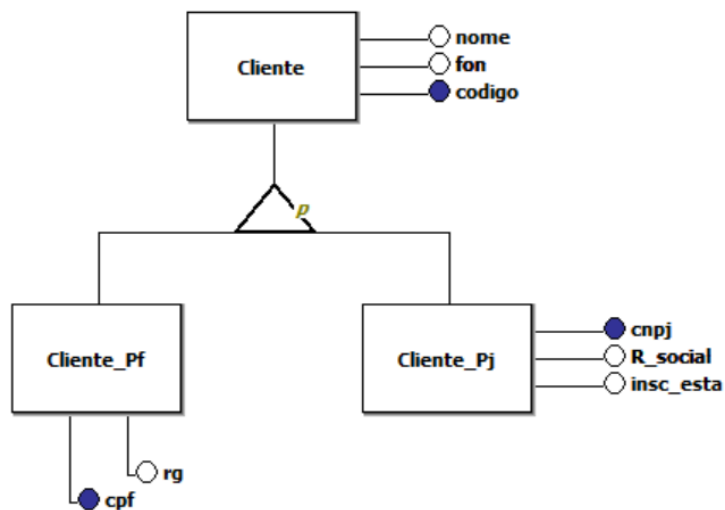 nome
Cliente
fon
codigo
p
Cliente_Pf
Cliente_Pj
cnpj
R_social
insc_esta
rg
cpf